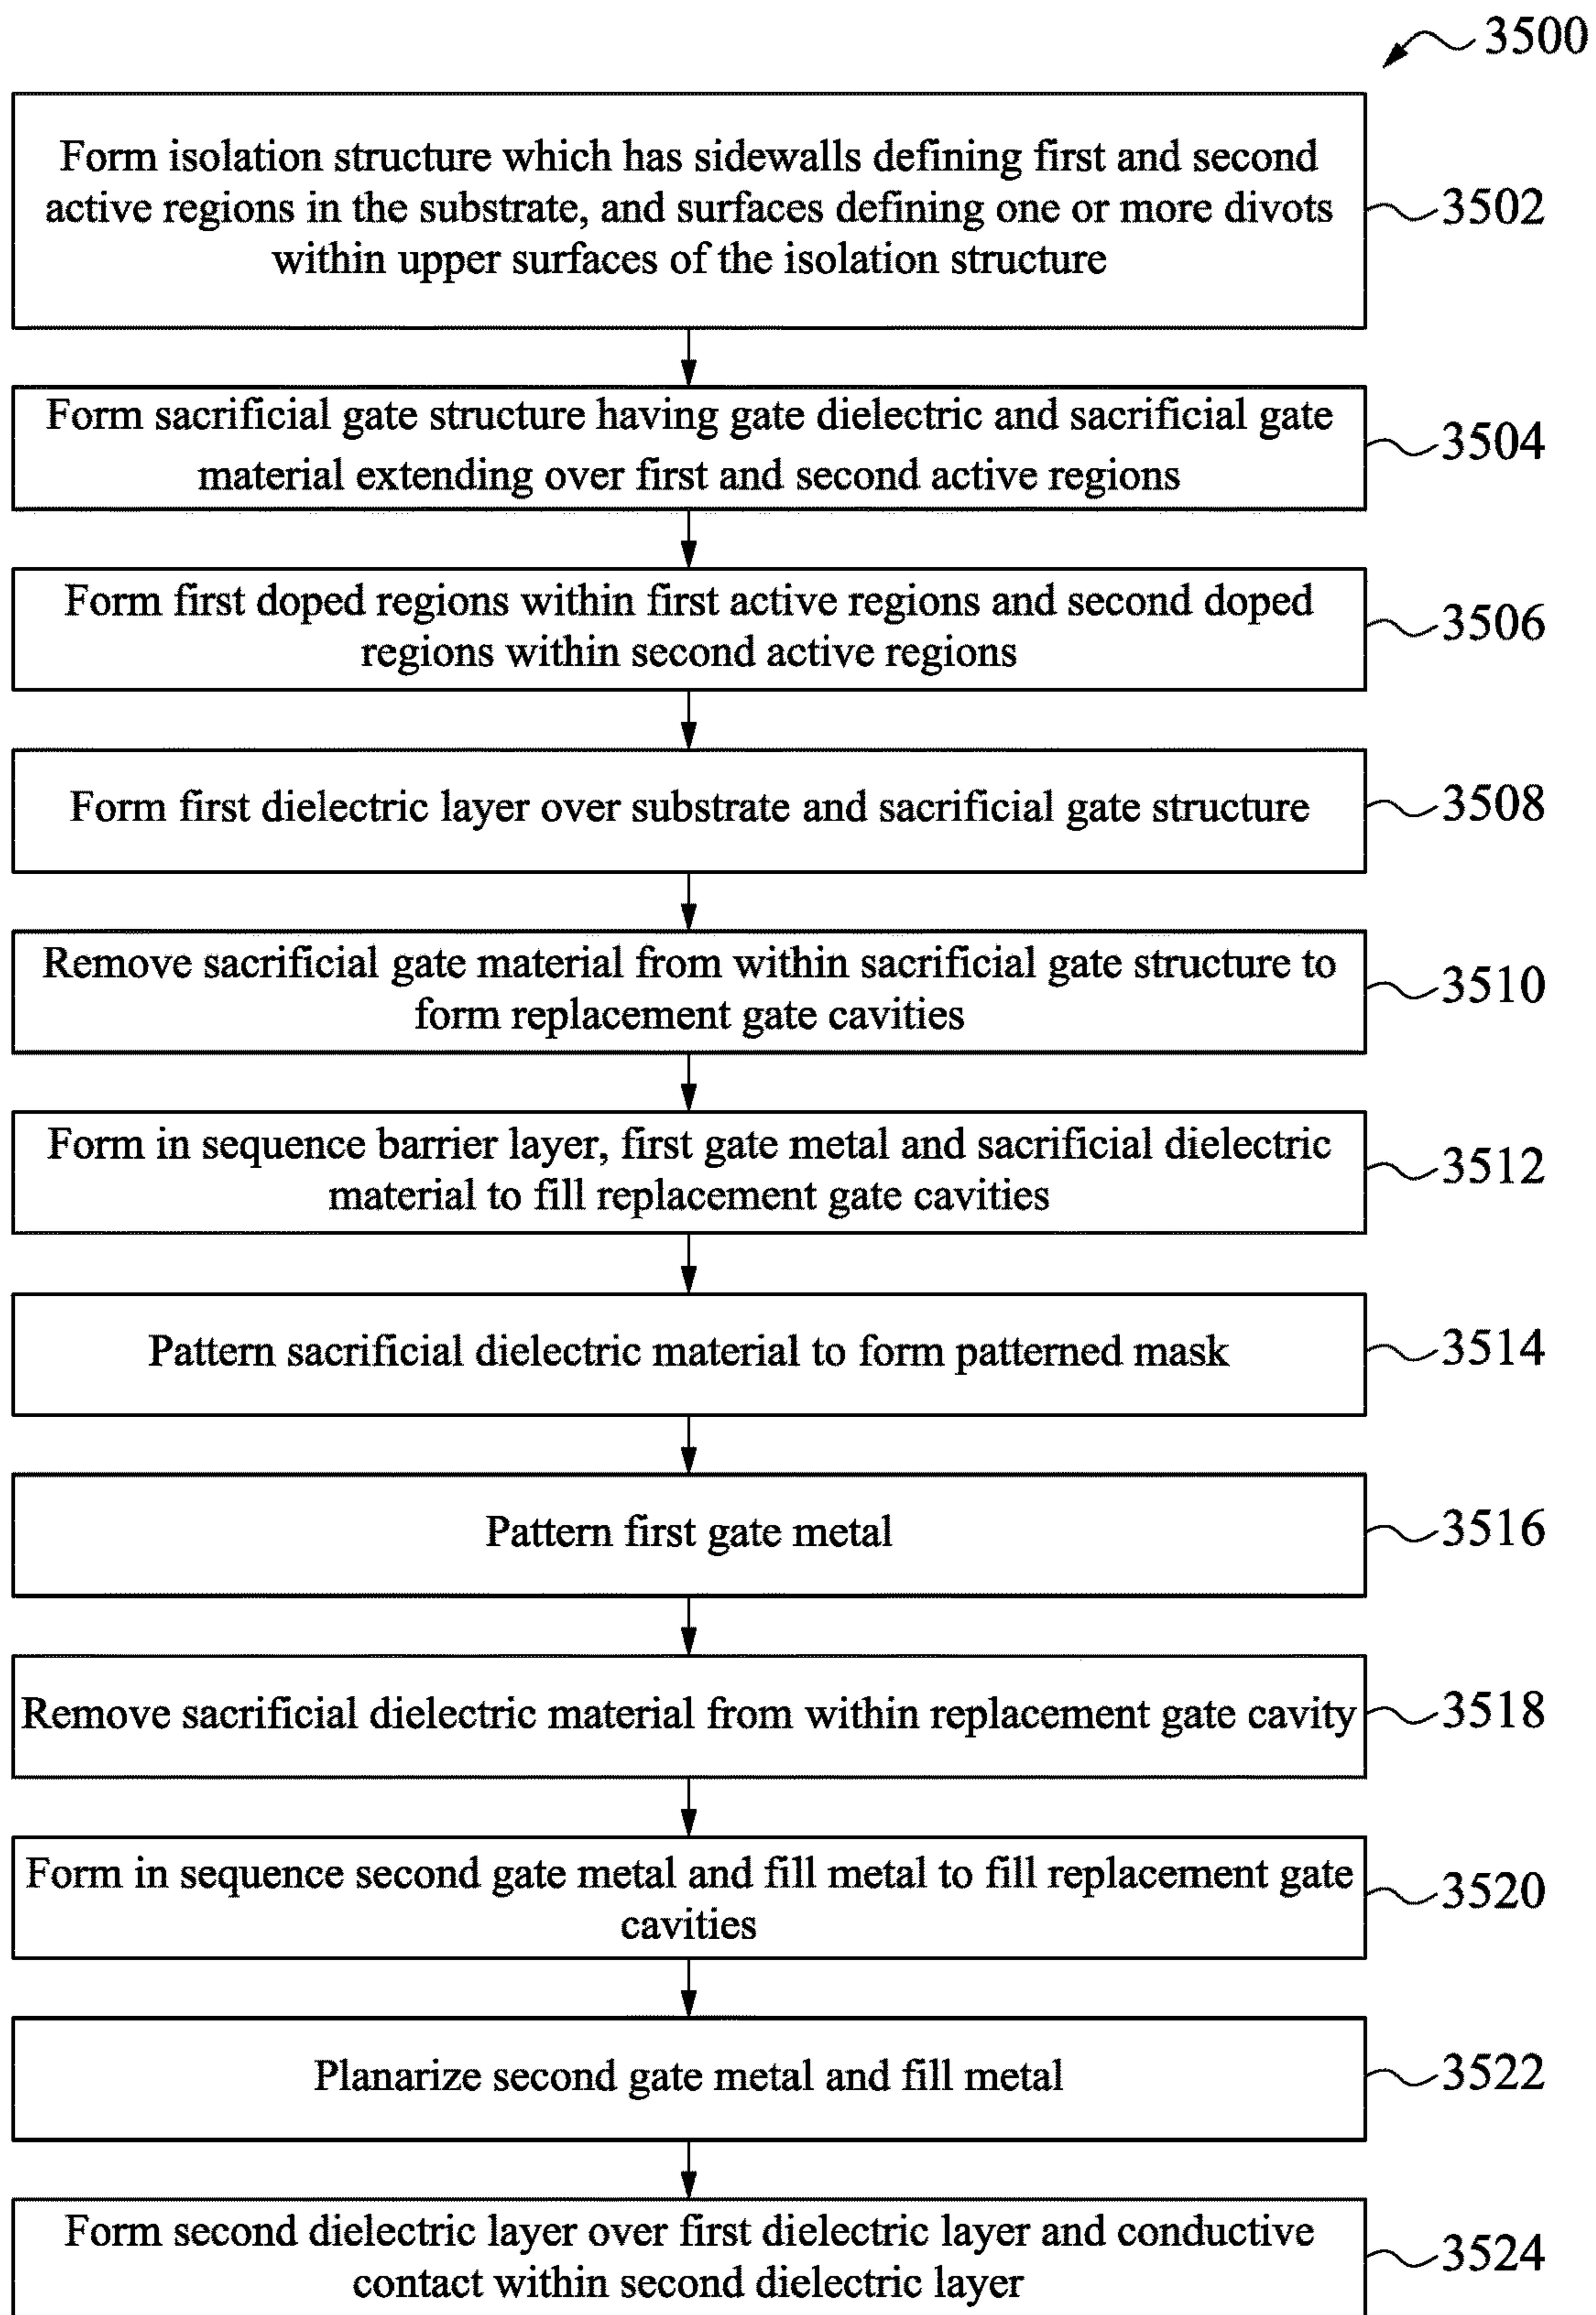 3500
Form isolation structure which has sidewalls defining first and second
active regions in the substrate, and surfaces defining one or more divots
within upper surfaces of the isolation structure
3502
Form sacrificial gate structure having gate dielectric and sacrificial gate
material extending over first and second active regions
3504
Form first doped regions within first active regions and second doped
regions within second active regions
3506
Form first dielectric layer over substrate and sacrificial gate structure
3508
Remove sacrificial gate material from within sacrificial gate structure to
form replacement gate cavities
3510
Form in sequence barrier layer, first gate metal and sacrificial dielectric
material to fill replacement gate cavities
3512
Pattern sacrificial dielectric material to form patterned mask
3514
Pattern first gate metal
3516
Remove sacrificial dielectric material from within replacement gate cavity
3518
Form in sequence second gate metal and fill metal to fill replacement gate
cavities
3520
Planarize second gate metal and fill metal
3522
Form second dielectric layer over first dielectric layer and conductive
contact within second dielectric layer
3524